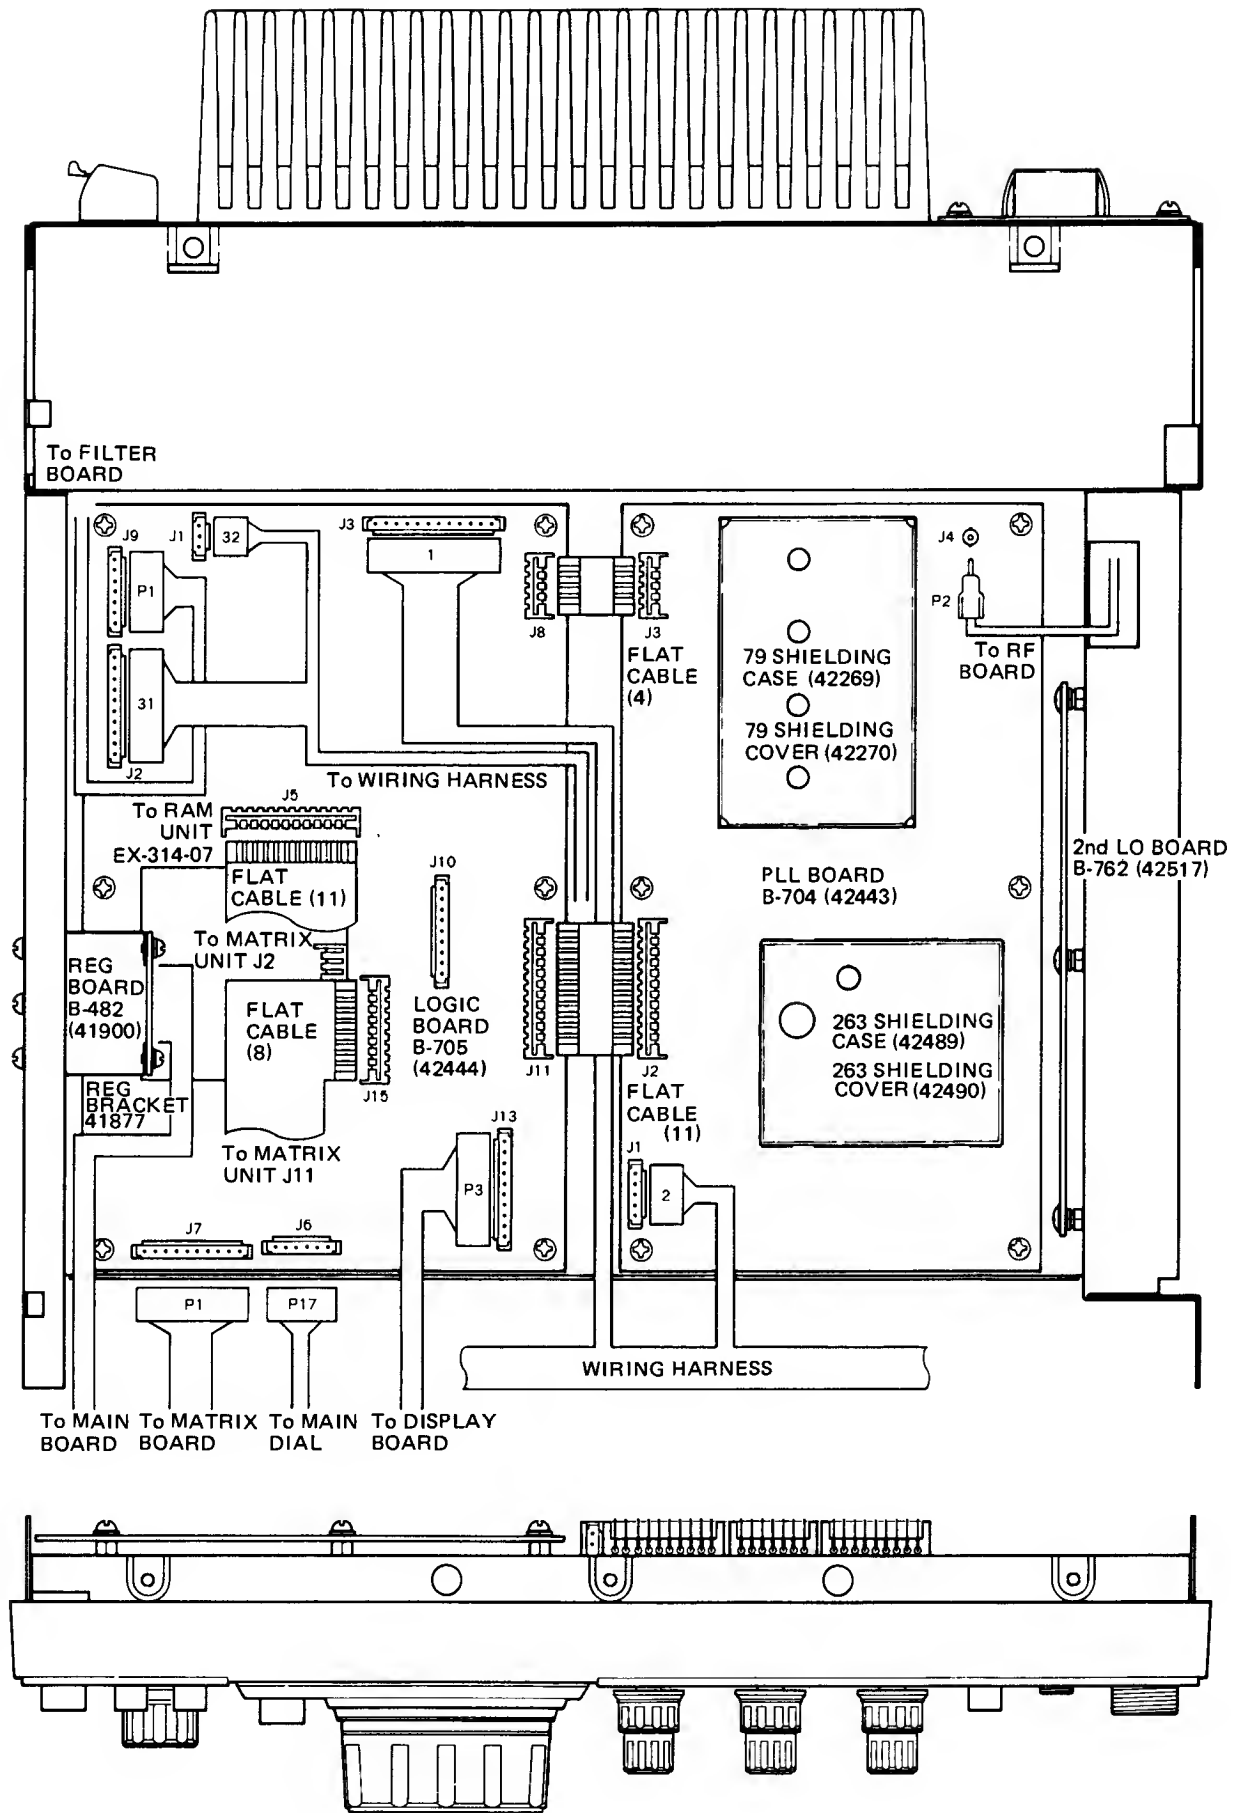 To FILTER
BOARD
J9
J1
32
J3
1
P1
J8
J3
J4
P2
FLAT
CABLE
(4)
79 SHIELDING
CASE (42269)
To RF
BOARD
31
79 SHIELDING
COVER (42270)
J2
To WIRING HARNESS
To RAM
UNIT
EX-314-07
J5
FLAT
CABLE (11)
J10
PLL BOARD
B-704 (42443)
2nd LO BOARD
B-762 (42517)
To MATRIX
UNIT J2
REG
BOARD
B-482
(41900)
FLAT
CABLE
(8)
LOGIC
BOARD
B-705
(42444)
263 SHIELDING
CASE (42489)
263 SHIELDING
COVER (42490)
J11
J2
REG
BRACKET
41877
J15
FLAT
CABLE
(11)
J13
J1
To MATRIX
UNIT J11
P3
2
J7
J6
P1
P17
WIRING HARNESS
To MAIN
BOARD
To MATRIX
BOARD
To MAIN
DIAL
To DISPLAY
BOARD